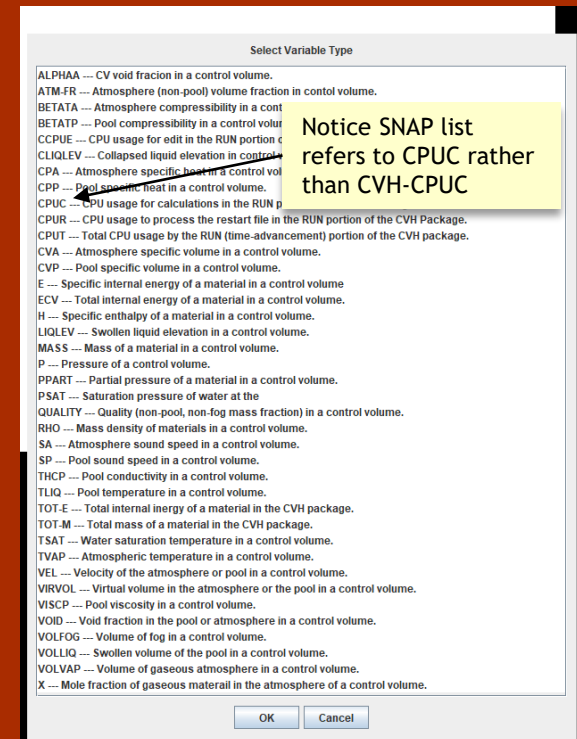 Select Variable Type
ALPHAA --- CV void fracion in a control volume.
ATM-FR --- Atmosphere (non-pool) volume fraction in contol volume.
BETATA --- Atmosphere compressibility in a cont
BETATP --- Pool compressibility in a control volu
CCPUE --- CPU usage for edit in the RUN portion
CLIQLEV --- Collapsed liquid elevation in control
CPA --- Atmosphere specific heat in a control vol
CPP --- Pool specific heat in a control volume.
CPUC --- CPU usage for calculations in the RUN p
CPUR --- CPU usage to process the restart file in the RUN portion of the CVH Package.
CPUT --- Total CPU usage by the RUN (time-advancement) portion of the CVH package.
CVA --- Atmosphere specific volume in a control volume.
CVP --- Pool specific volume in a control volume.
E --- Specific internal energy of a material in a control volume
ECV --- Total internal energy of a material in a control volume.
H --- Specific enthalpy of a material in a control volume.
LIQLEV --- Swollen liquid elevation in a control volume.
MASS --- Mass of a material in a control volume.
P --- Pressure of a control volume.
PPART --- Partial pressure of a material in a control volume.
PSAT --- Saturation pressure of water at the
QUALITY --- Quality (non-pool, non-fog mass fraction) in a control volume.
RHO --- Mass density of materials in a control volume.
SA --- Atmosphere sound speed in a control volume.
SP --- Pool sound speed in a control volume.
THCP --- Pool conductivity in a control volume.
TLIQ --- Pool temperature in a control volume.
TOT-E --- Total internal inergy of a material in the CVH package.
TOT-M --- Total mass of a material in the CVH package.
TSAT --- Water saturation temperature in a control volume.
TVAP --- Atmospheric temperature in a control volume.
VEL --- Velocity of the atmosphere or pool in a control volume.
VIRVOL --- Virtual volume in the atmosphere or the pool in a control volume.
VISCP --- Pool viscosity in a control volume.
VOID --- Void fraction in the pool or atmosphere in a control volume.
VOLFOG --- Volume of fog in a control volume.
VOLLIQ --- Swollen volume of the pool in a control volume.
VOLVAP --- Volume of gaseous atmosphere in a control volume.
X --- Mole fraction of gaseous materail in the atmosphere of a control volume.
OK Cancel
Notice SNAP list
refers to CPUC rather
than CVH-CPUC